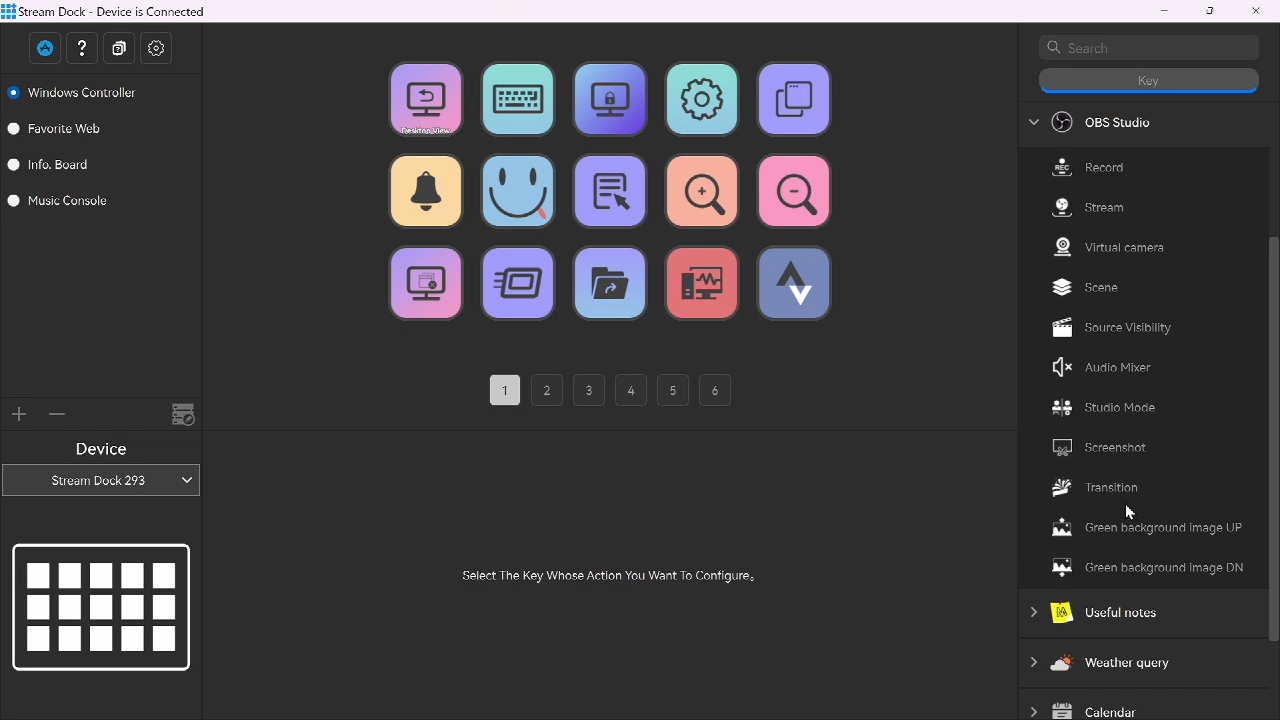 Stream Dock - Device is Connected
?
Windows Controller
Favorite Web
Info. Board
Music Console
Device
Stream Dock 293
Desktop View
1 2 3 4 5 6
Select The Key Whose Action You Want To Configure。
Search
Key
OBS Studio
REC Record
Stream
Virtual camera
Scene
Source Visibility
Audio Mixer
Studio Mode
Screenshot
Transition
Green background image UP
Green background image DN
Useful notes
Weather query
Calendar